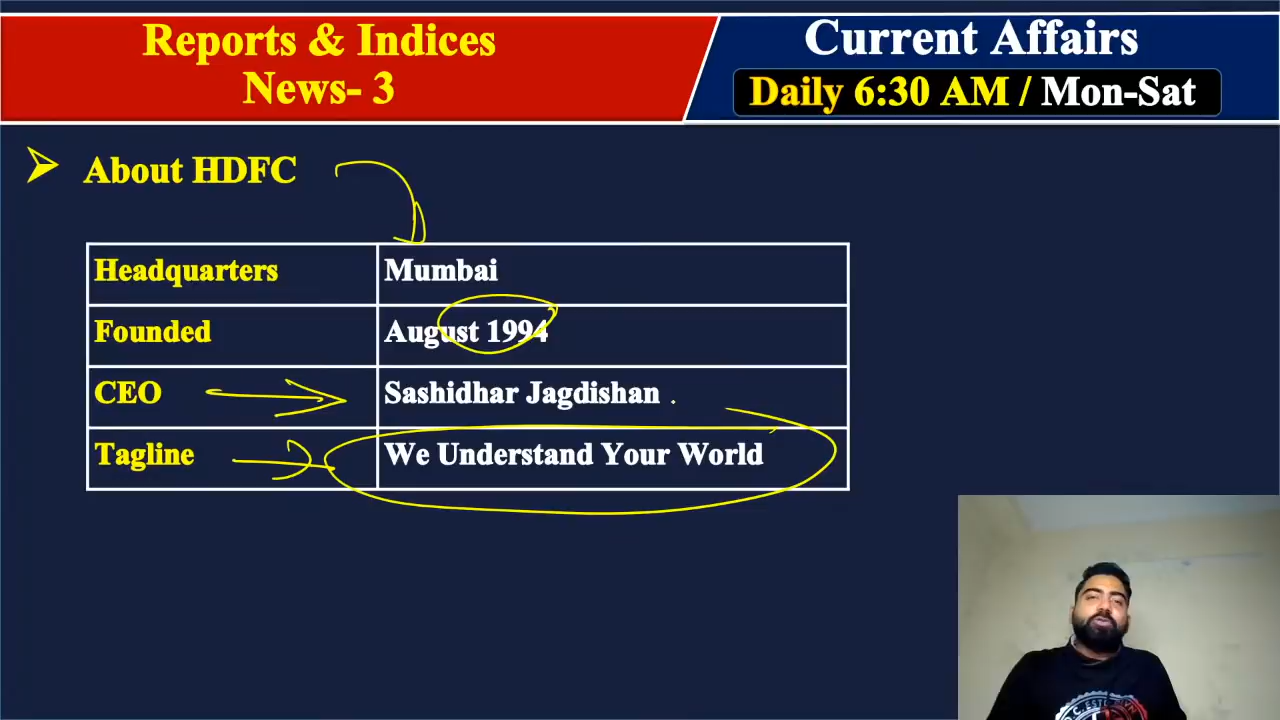 Reports & Indices
News- 3
Current Affairs
Daily 6:30 AM / Mon-Sat
About HDFC
Headquarters Mumbai
Founded August 1994
CEO Sashidhar Jagdishan
Tagline We Understand Your World